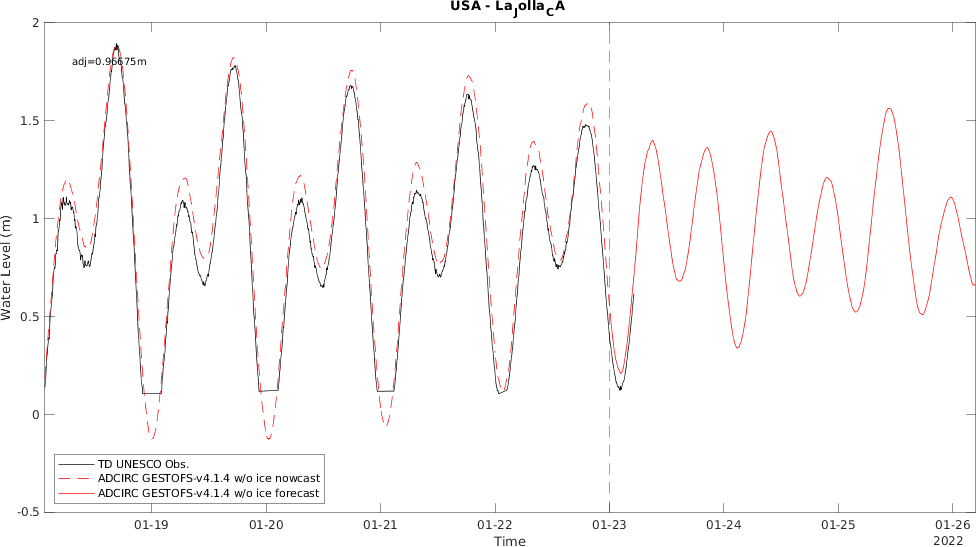 USA - LaJollaCA
adj=0.96675m
2
1.5
1
0.5
0
-0.5
Water Level (m)
TD UNESCO Obs.
ADCIRC GESTOFS-v4.1.4 w/o ice nowcast
ADCIRC GESTOFS-v4.1.4 w/o ice forecast
01-19 01-20 01-21 01-22 01-23 01-24 01-25 01-26
Time
2022